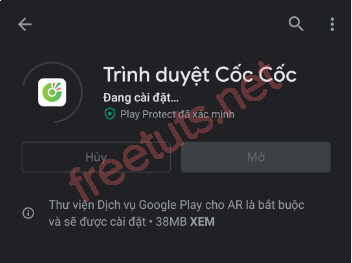 Trình duyệt Cốc Cốc
Đang cài đặt...
Play Protect đã xác minh
Hủy
Mở
freetuts.net
Thư viện Dịch vụ Google Play cho AR là bắt buộc
và sẽ được cài đặt • 38MB XEM